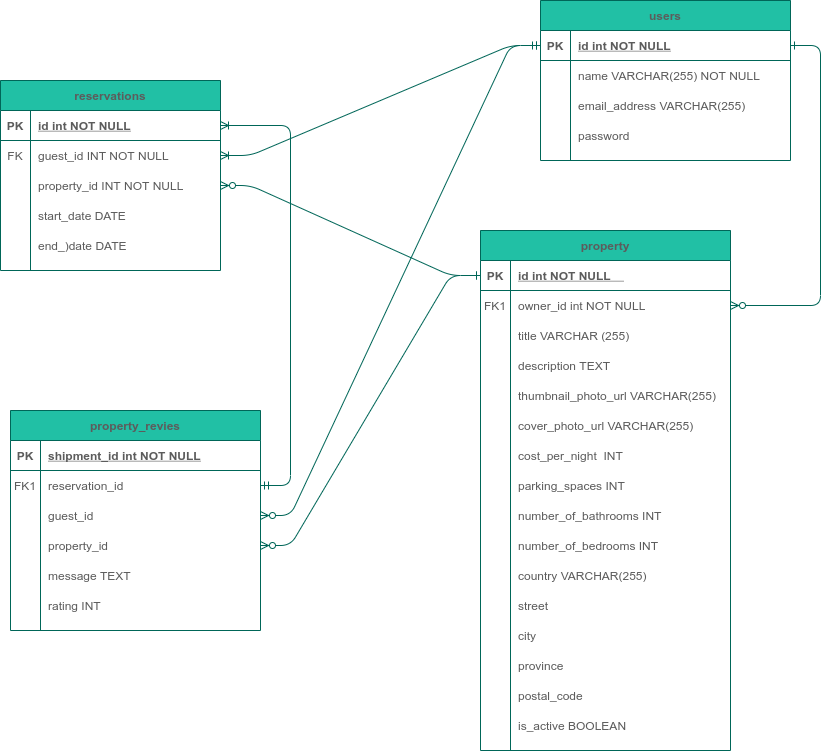 users
PK id int NOT NULL
name VARCHAR(255) NOT NULL
email_address VARCHAR(255)
password
reservations
PK id int NOT NULL
FK guest_id INT NOT NULL
property_id INT NOT NULL
start_date DATE
end_)date DATE
property
PK id int NOT NULL
FK1 owner_id int NOT NULL
title VARCHAR (255)
description TEXT
thumbnail_photo_url VARCHAR(255)
cover_photo_url VARCHAR(255)
cost_per_night  INT
parking_spaces INT
number_of_bathrooms INT
number_of_bedrooms INT
country VARCHAR(255)
street
city
province
postal_code
is_active BOOLEAN
property_revies
PK shipment_id int NOT NULL
FK1 reservation_id
guest_id
property_id
message TEXT
rating INT